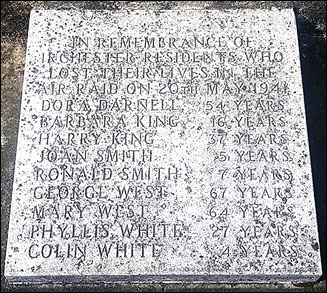 IN REMEMBRANCE OF
IRCHESTER RESIDENTS WHO
LOST THEIR LIVES IN THE
AIR RAID ON 20TH MAY 1941
DORA DARNELL 54 YEARS
BARBARA KING 16 YEARS
HARRY KING 37 YEARS
JOAN SMITH 5 YEARS
RONALD SMITH 7 YEARS
GEORGE WEST 67 YEARS
MARY WEST 64 YEARS
PHYLLIS WHITE 27 YEARS
COLIN WHITE 4 YEARS